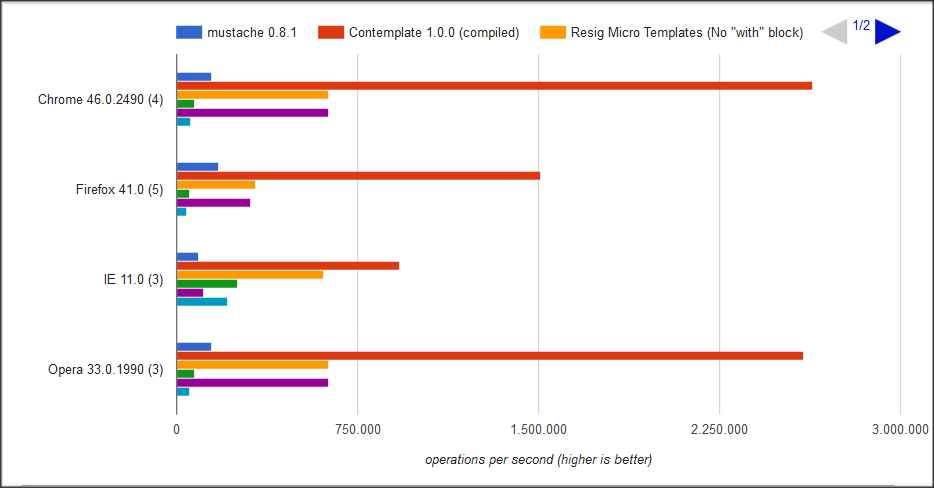 mustache 0.8.1 Contemplate 1.0.0 (compiled) Resig Micro Templates (No "with" block) 1/2
Chrome 46.0.2490 (4)
Firefox 41.0 (5)
IE 11.0 (3)
Opera 33.0.1990 (3)
0 750.000 1.500.000 2.250.000 3.000.000
operations per second (higher is better)